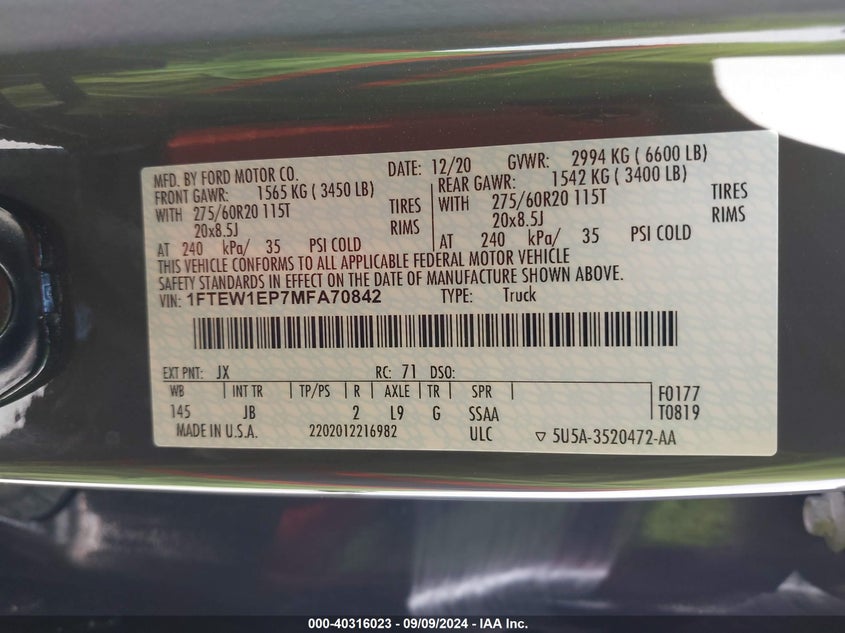 MFD. BY FORD MOTOR CO. DATE: 12/20 GVWR: 2994 KG ( 6600 LB)
FRONT GAWR: 1565 KG ( 3450 LB) REAR GAWR: 1542 KG ( 3400 LB)
WITH 275/60R20 115T TIRES WITH 275/60R20 115T TIRES
20x8.5J RIMS 20x8.5J RIMS
AT 240 kPa/ 35 PSI COLD AT 240 kPa/ 35 PSI COLD
THIS VEHICLE CONFORMS TO ALL APPLICABLE FEDERAL MOTOR VEHICLE
SAFETY STANDARDS IN EFFECT ON THE DATE OF MANUFACTURE SHOWN ABOVE.
VIN: 1FTEW1EP7MFA70842 TYPE: Truck
EXT PNT: JX RC: 71 DSO:
WB INT TR TP/PS R AXLE TR SPR F0177
145 JB 2 L9 G SSAA T0819
MADE IN U.S.A. 2202012216982 ULC ▽ 5U5A-3520472-AA
000-40316023 - 09/09/2024 - IAA Inc.